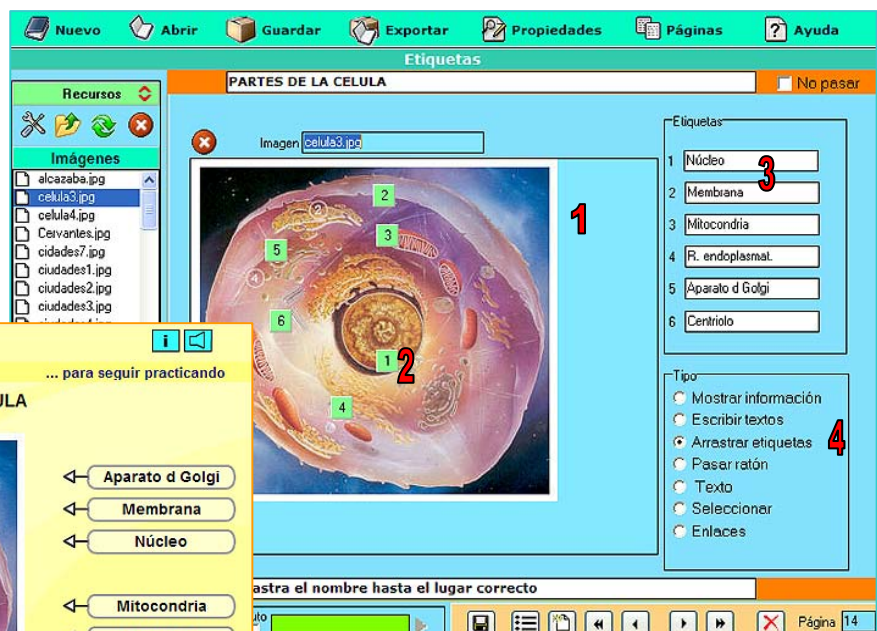 Nuevo Abrir Guardar Exportar Propiedades Páginas Ayuda
Etiquetas
Recursos
PARTES DE LA CELULA
No pasar
Imagen celula3.jpg
Imágenes
alcazaba.jpg
celula3.jpg
celula4.jpg
Cervantes.jpg
cidades7.jpg
ciudades1.jpg
ciudades2.jpg
ciudades3.jpg
1
2
2
3
5
4
6
1
2
4
Etiquetas
1 Núcleo
3
2 Membrana
3 Mitocondria
4 R. endoplasmat.
5 Aparato d Golgi
6 Centriolo
Tipo
Mostrar información
Escribir textos
Arrastrar etiquetas
4
Pasar ratón
Texto
Seleccionar
Enlaces
i
... para seguir practicando
ULA
Aparato d Golgi
Membrana
Núcleo
Mitocondria
astra el nombre hasta el lugar correcto
Página 14